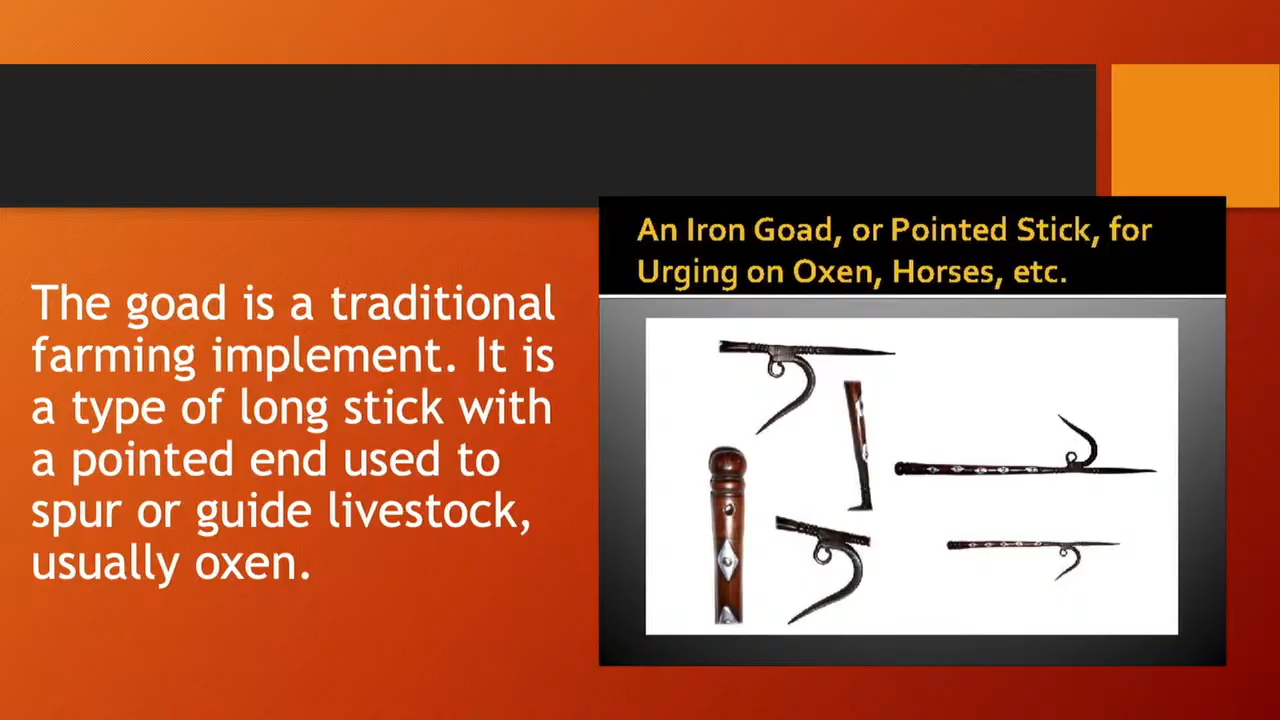 The goad is a traditional
farming implement. It is
a type of long stick with
a pointed end used to
spur or guide livestock,
usually oxen.
An Iron Goad, or Pointed Stick, for
Urging on Oxen, Horses, etc.